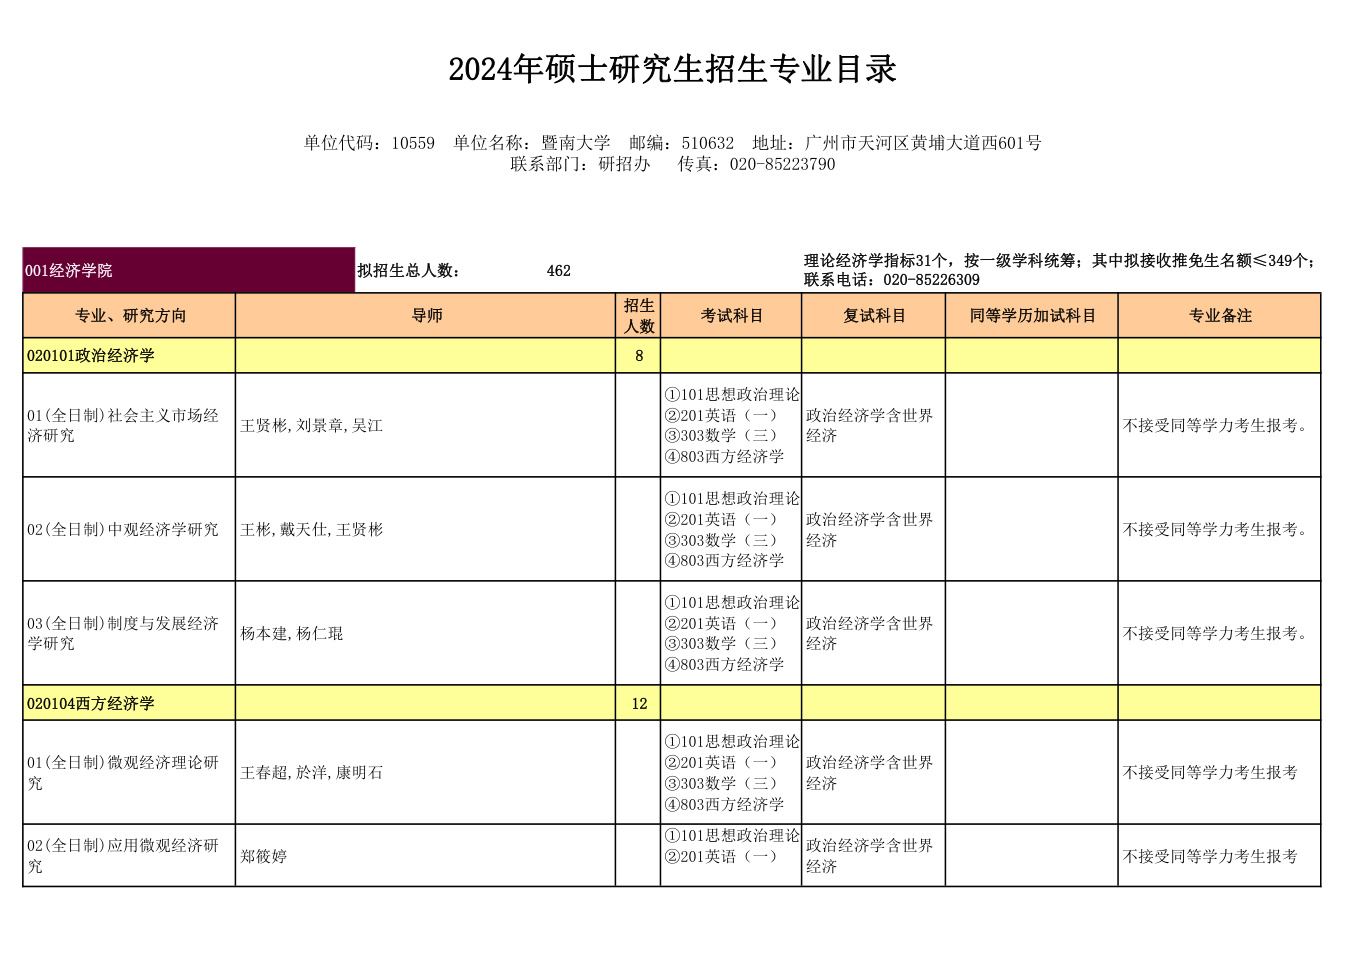 2024年硕士研究生招生专业目录
单位代码：10559 单位名称：暨南大学 邮编：510632 地址：广州市天河区黄埔大道西601号
联系部门：研招办 传真：020-85223790
001经济学院
拟招生总人数： 462
理论经济学指标31个，按一级学科统筹；其中拟接收推免生名额≤349个；
联系电话：020-85226309
专业、研究方向
导师
招生
人数
考试科目
复试科目
同等学历加试科目
专业备注
020101政治经济学
8
01(全日制)社会主义市场经
济研究
王贤彬,刘景章,吴江
①101思想政治理论
②201英语（一）
③303数学（三）
④803西方经济学
政治经济学含世界
经济
不接受同等学力考生报考。
02(全日制)中观经济学研究
王彬,戴天仕,王贤彬
①101思想政治理论
②201英语（一）
③303数学（三）
④803西方经济学
政治经济学含世界
经济
不接受同等学力考生报考。
03(全日制)制度与发展经济
学研究
杨本建,杨仁琨
①101思想政治理论
②201英语（一）
③303数学（三）
④803西方经济学
政治经济学含世界
经济
不接受同等学力考生报考。
020104西方经济学
12
01(全日制)微观经济理论研
究
王春超,於洋,康明石
①101思想政治理论
②201英语（一）
③303数学（三）
④803西方经济学
政治经济学含世界
经济
不接受同等学力考生报考
02(全日制)应用微观经济研
究
郑筱婷
①101思想政治理论
②201英语（一）
政治经济学含世界
经济
不接受同等学力考生报考